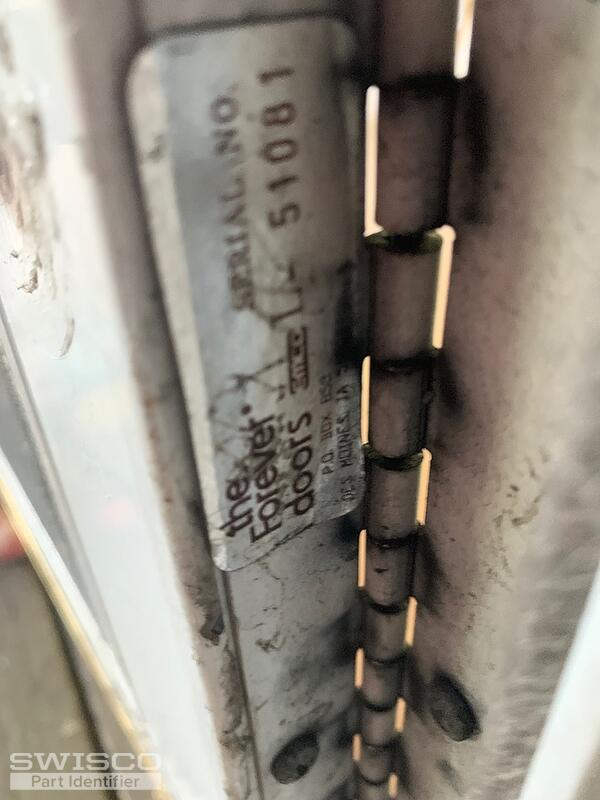 SERIAL NO.
51081
the
Forever
doors
P.O. BOX
DES MOINES, IA
SWISCO
Part Identifier